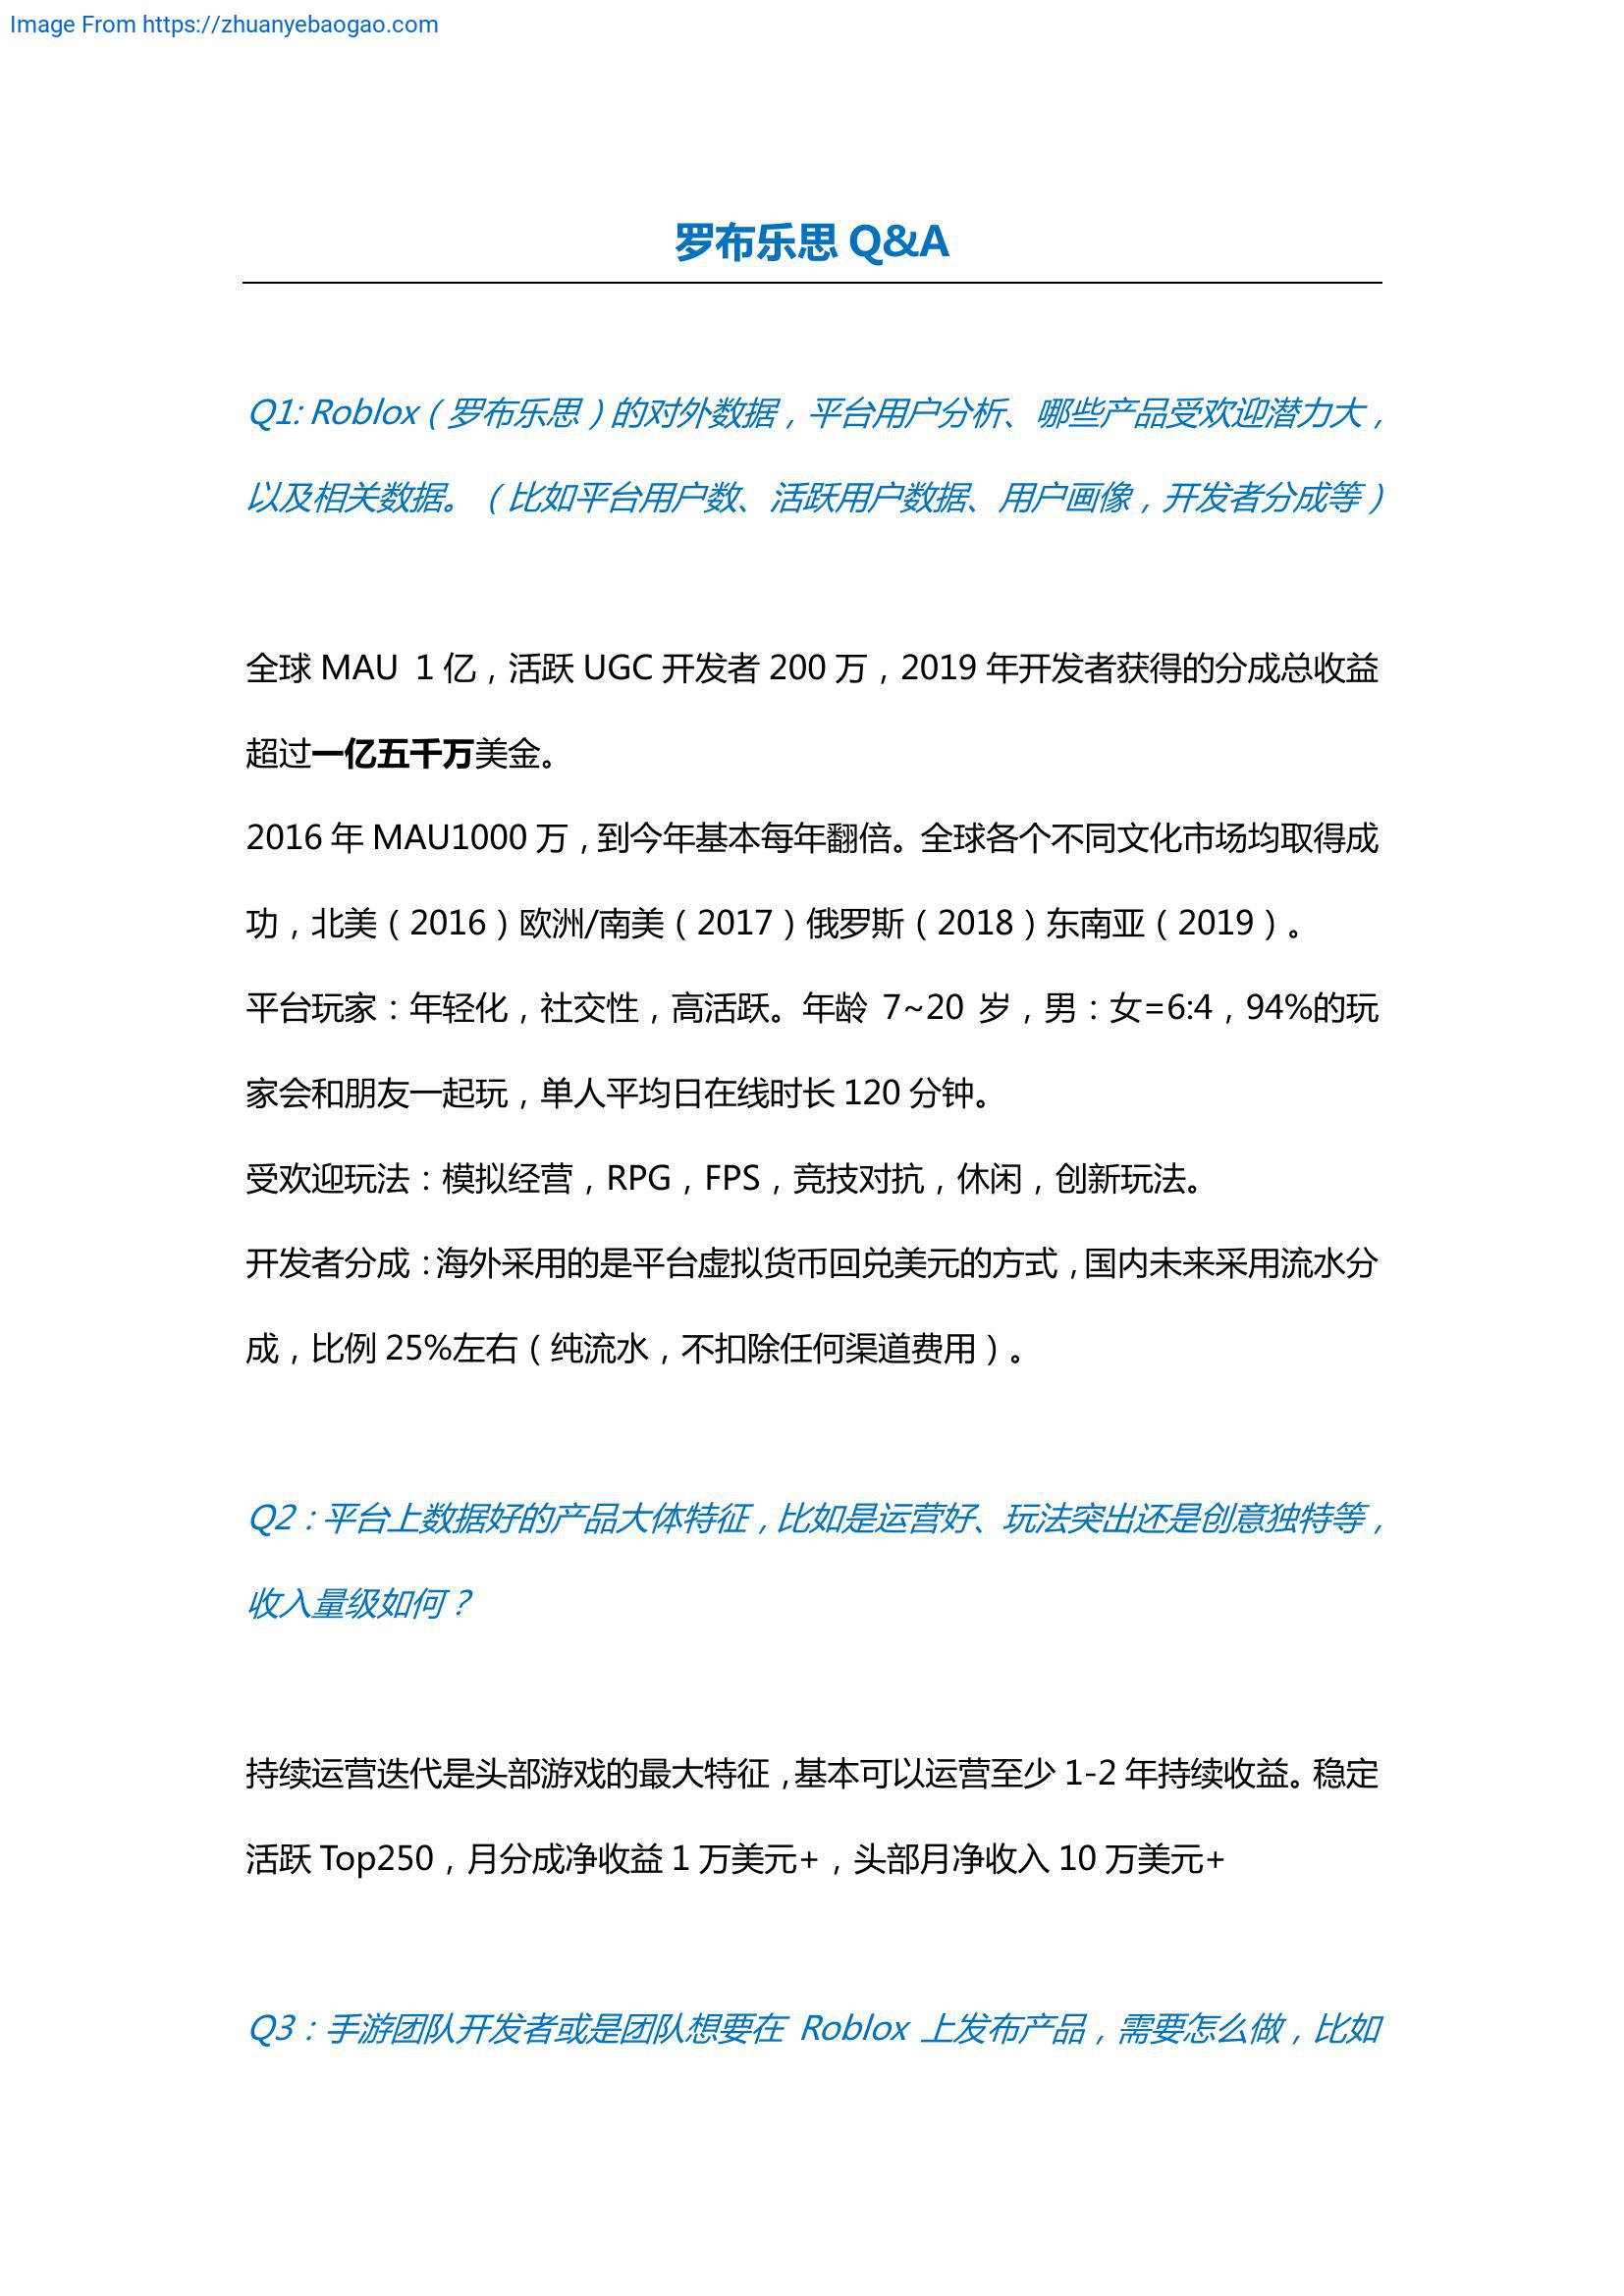 Image From https://zhuanyebaogao.com
罗布乐思 Q&A
Q1: Roblox（罗布乐思）的对外数据，平台用户分析、哪些产品受欢迎潜力大，
以及相关数据。（比如平台用户数、活跃用户数据、用户画像，开发者分成等）
全球 MAU 1 亿，活跃 UGC 开发者 200 万，2019 年开发者获得的分成总收益
超过一亿五千万美金。
2016 年 MAU1000 万，到今年基本每年翻倍。全球各个不同文化市场均取得成
功，北美（2016）欧洲/南美（2017）俄罗斯（2018）东南亚（2019）。
平台玩家：年轻化，社交性，高活跃。年龄 7~20 岁，男：女=6:4，94%的玩
家会和朋友一起玩，单人平均日在线时长 120 分钟。
受欢迎玩法：模拟经营，RPG，FPS，竞技对抗，休闲，创新玩法。
开发者分成：海外采用的是平台虚拟货币回兑美元的方式，国内未来采用流水分
成，比例 25%左右（纯流水，不扣除任何渠道费用）。
Q2：平台上数据好的产品大体特征，比如是运营好、玩法突出还是创意独特等，
收入量级如何？
持续运营迭代是头部游戏的最大特征，基本可以运营至少 1-2 年持续收益。稳定
活跃 Top250，月分成净收益 1 万美元+，头部月净收入 10 万美元+
Q3：手游团队开发者或是团队想要在 Roblox 上发布产品，需要怎么做，比如